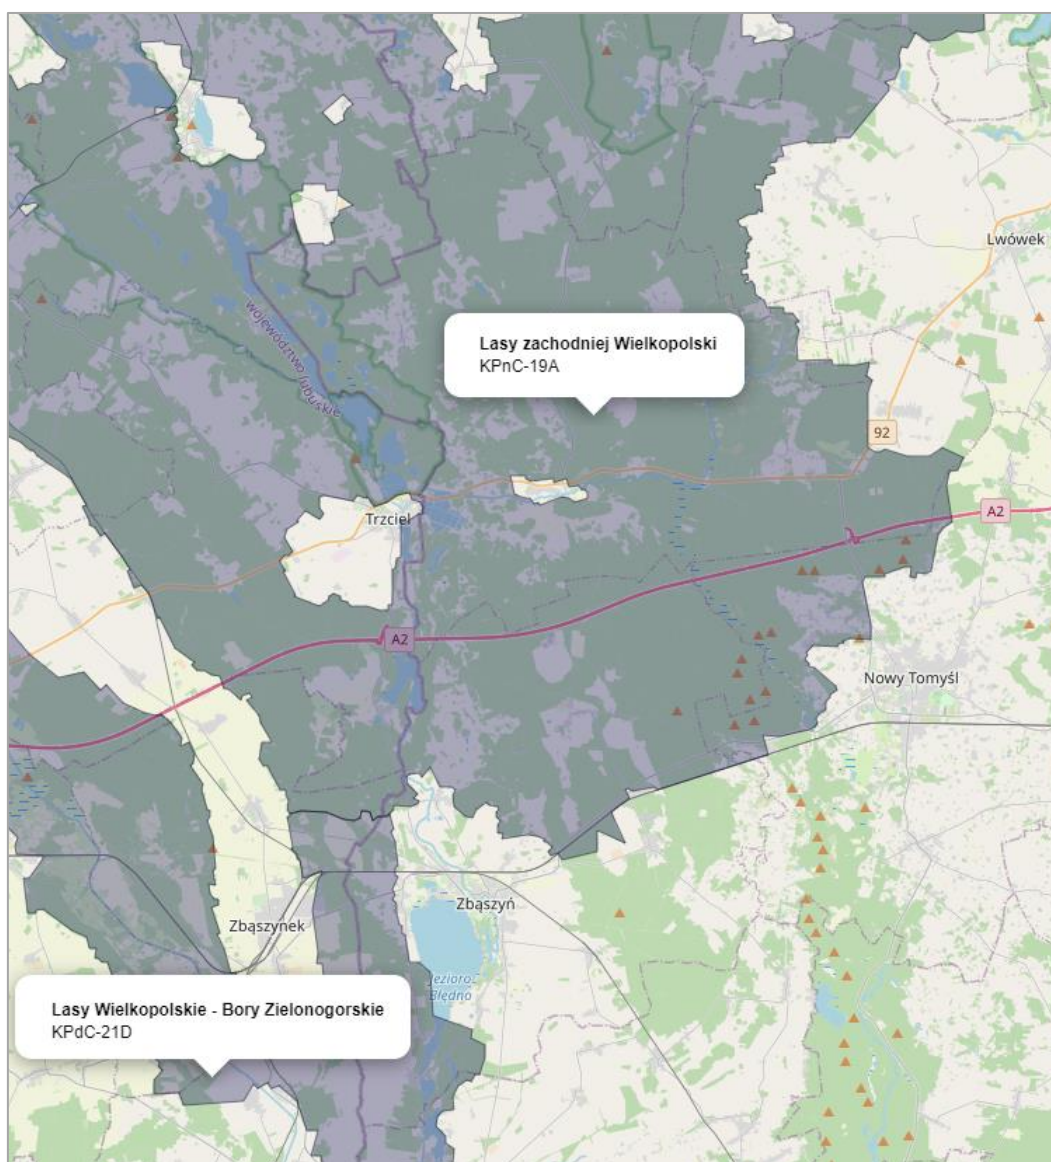 Lwówek
województwo lubuskie
Lasy zachodniej Wielkopolski
KPnC-19A
92
Trzciel
A2
A2
Nowy Tomyśl
Zbąszyń
Zbąszynek
Jezioro
Błędno
Lasy Wielkopolskie - Bory Zielonogorskie
KPdC-21D